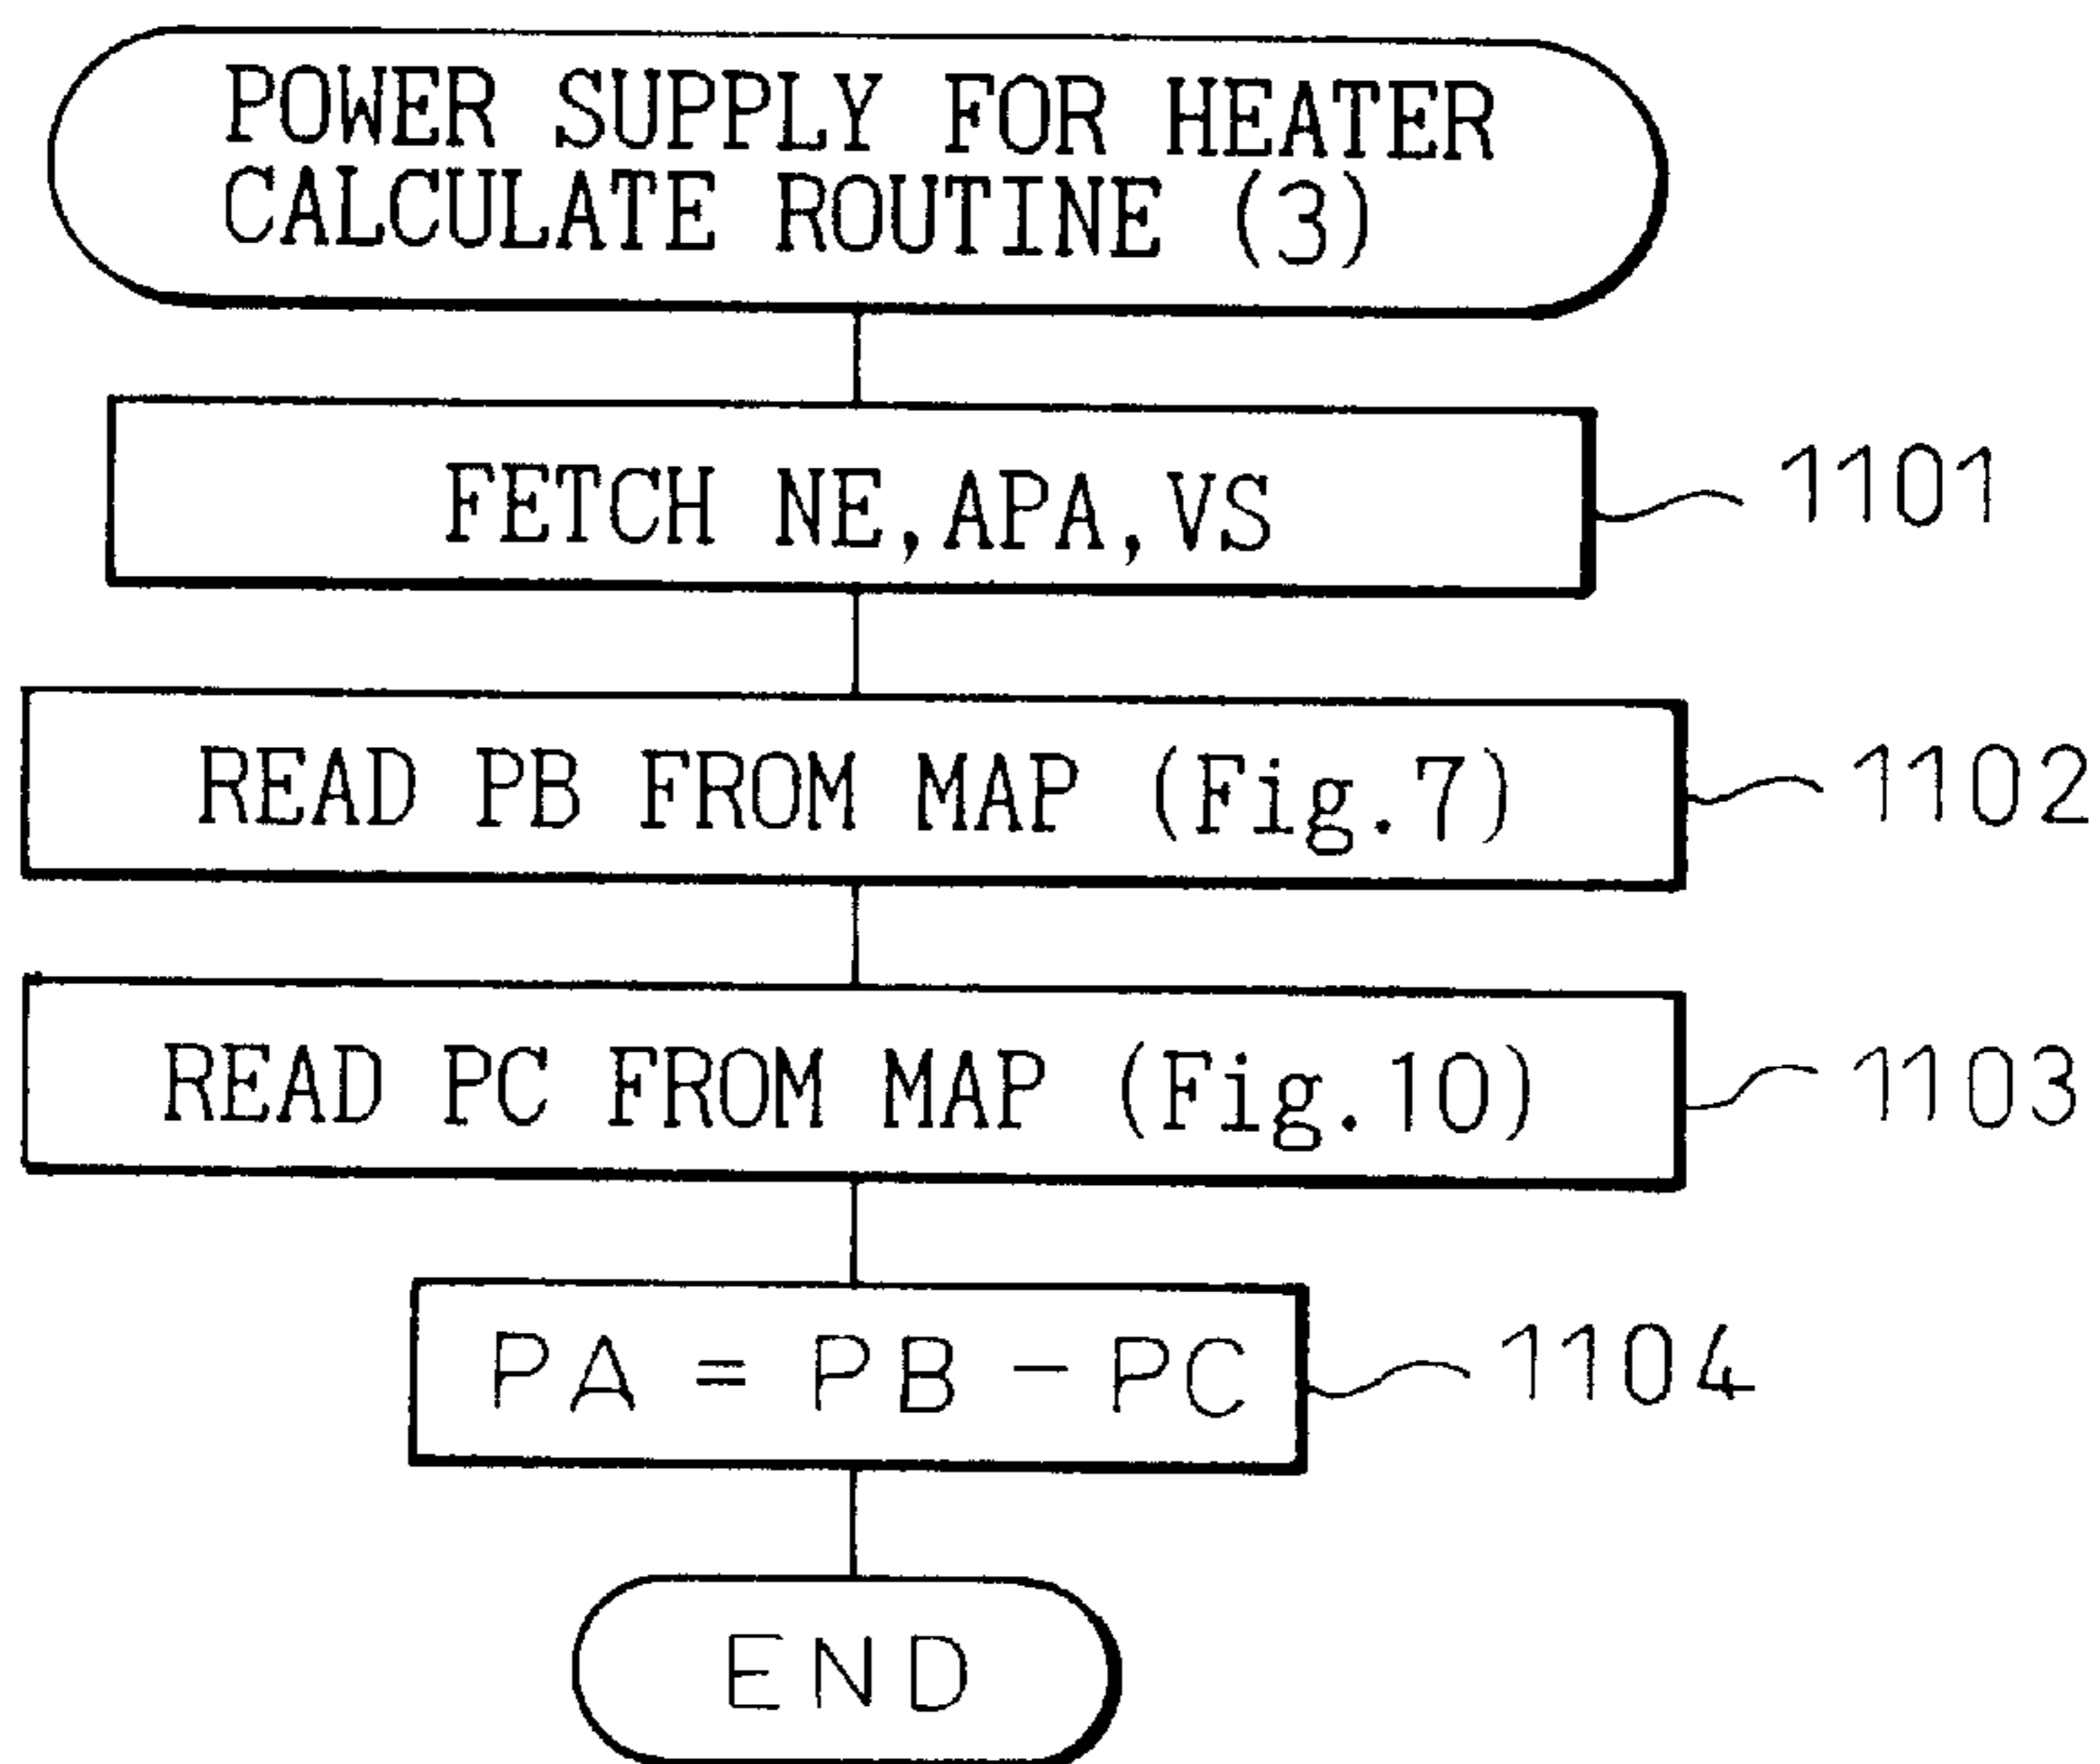 POWER SUPPLY FOR HEATER
CALCULATE ROUTINE (3)
FETCH NE,APA,VS
1101
READ PB FROM MAP (Fig.7)
1102
READ PC FROM MAP (Fig.10)
1103
PA = PB - PC
1104
END